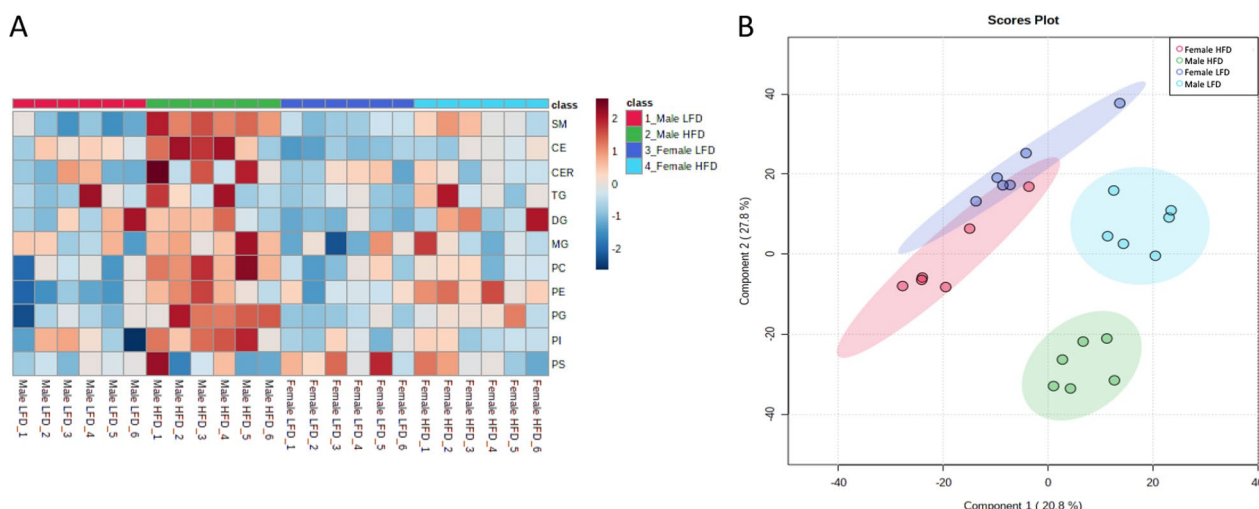 A
class
SM
CE
CER
TG
DG
MG
PC
PE
PG
PI
PS
2
1
0
-1
-2
class
1_Male LFD
2_Male HFD
3_Female LFD
4_Female HFD
Male LFD_1
Male LFD_2
Male LFD_3
Male LFD_4
Male LFD_5
Male LFD_6
Male HFD_1
Male HFD_2
Male HFD_3
Male HFD_4
Male HFD_5
Male HFD_6
Female LFD_1
Female LFD_2
Female LFD_3
Female LFD_4
Female LFD_5
Female LFD_6
Female HFD_1
Female HFD_2
Female HFD_3
Female HFD_4
Female HFD_5
Female HFD_6
B
Scores Plot
Female HFD
Male HFD
Female LFD
Male LFD
Component 2 ( 27.8 %)
40
20
0
-20
-40
-40
-20
0
20
40
Component 1 ( 20.8 %)